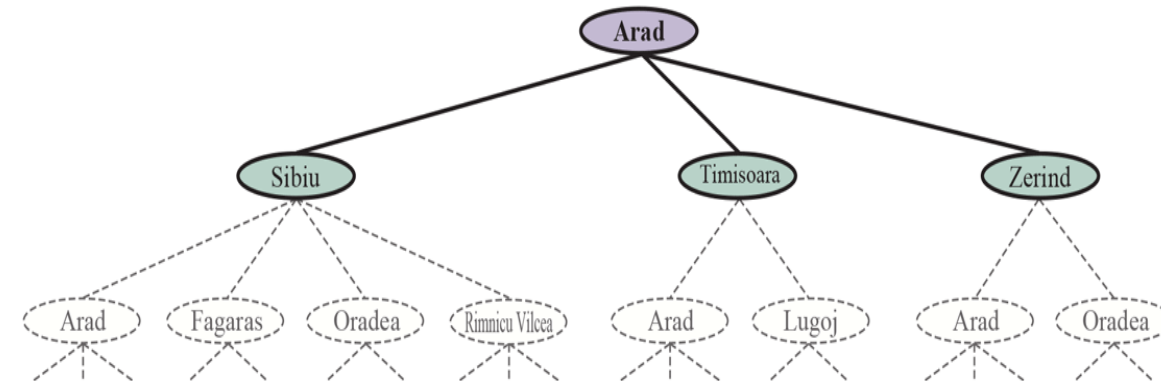 Arad
Sibiu
Timisoara
Zerind
Arad
Fagaras
Oradea
Rimnicu Vilcea
Arad
Lugoj
Arad
Oradea